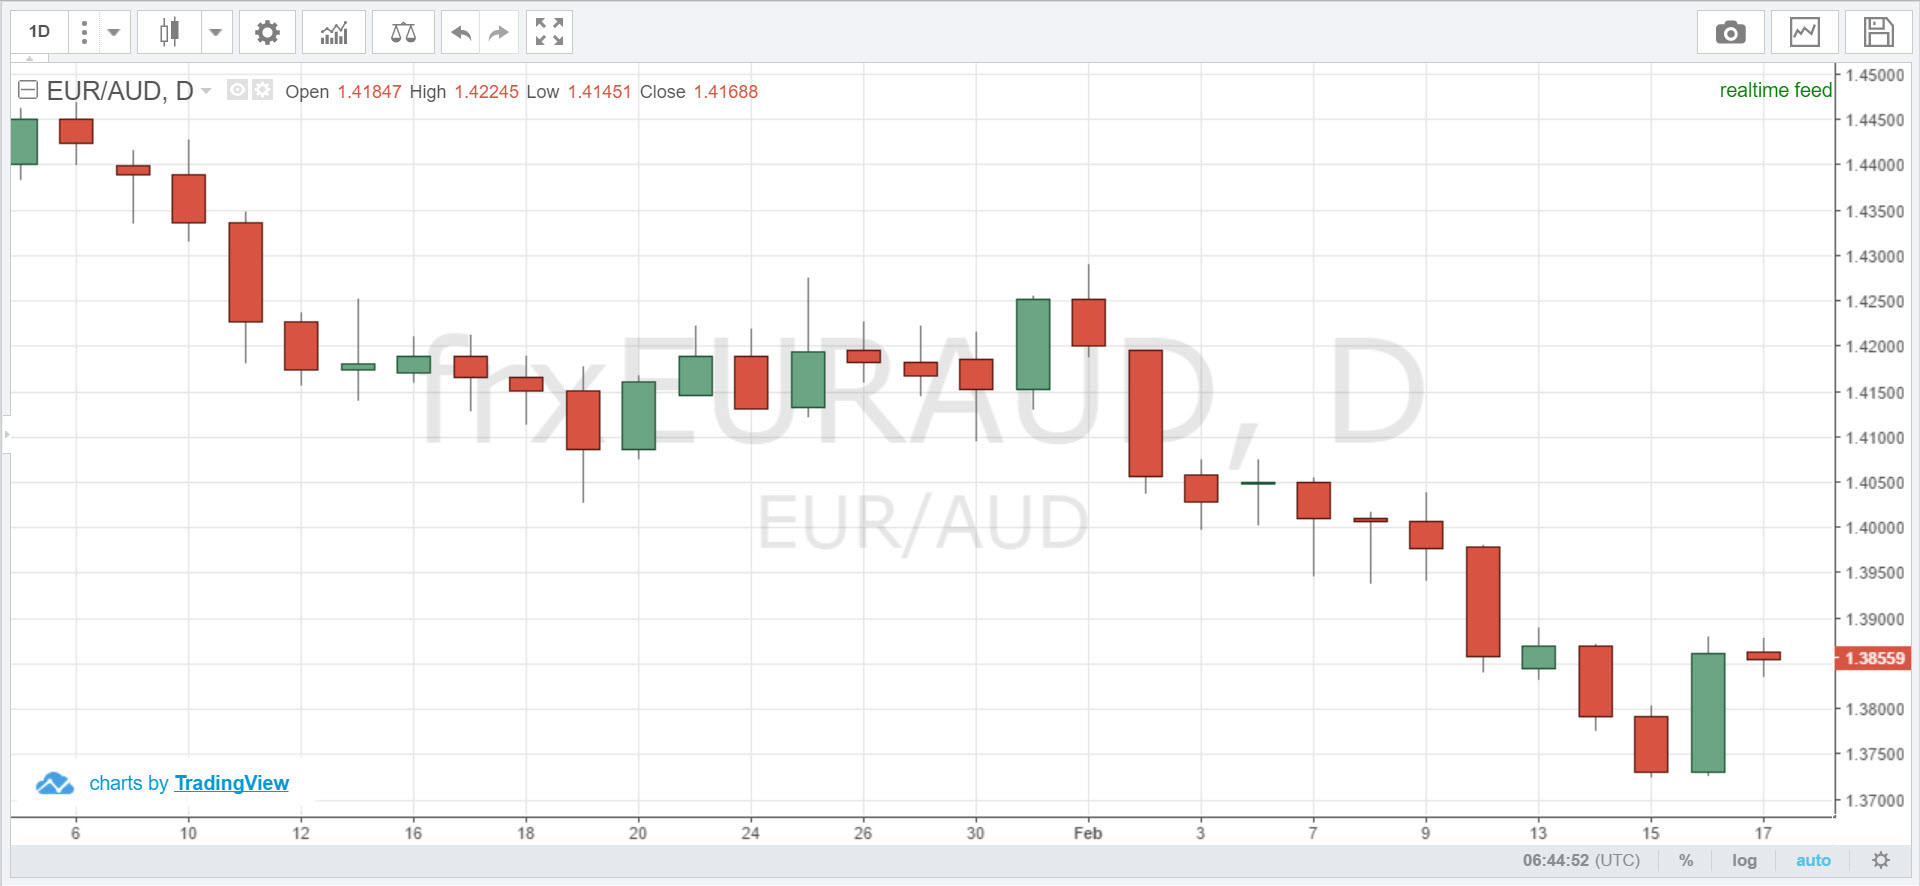 1D
EUR/AUD, D Open 1.41847 High 1.42245 Low 1.41451 Close 1.41688
realtime feed
1.45000
1.44500
1.44000
1.43500
1.43000
1.42500
1.42000
1.41500
1.41000
1.40500
1.40000
1.39500
1.39000
1.38559
1.38000
1.37500
1.37000
frxEURAUD, D
EUR/AUD
charts by TradingView
6 10 12 16 18 20 24 26 30 Feb 3 7 9 13 15 17
06:44:52 (UTC) % log auto